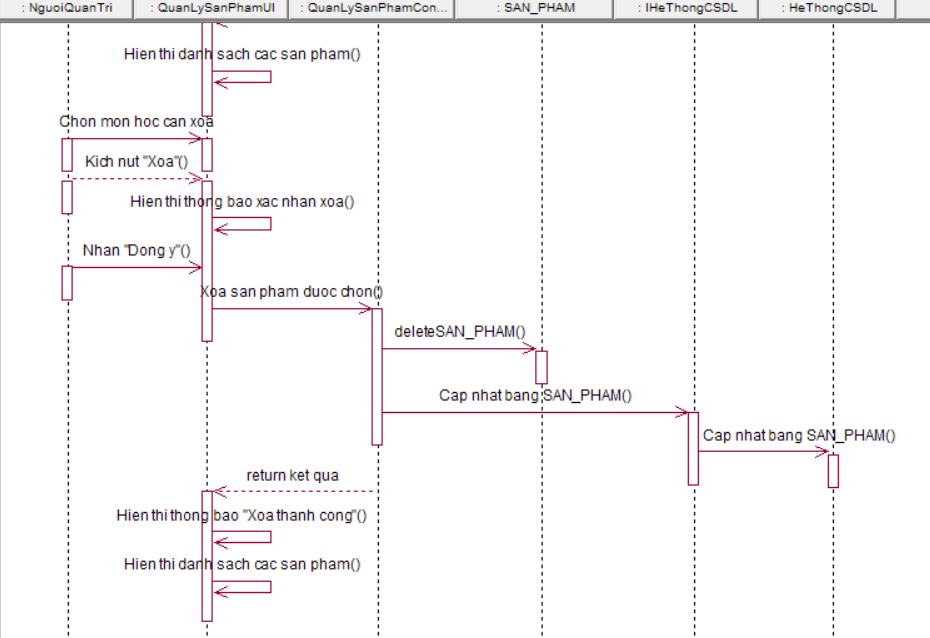 : NguoiQuanTri
: QuanLySanPhamUI
: QuanLySanPhamCon...
: SAN_PHAM
: IHeThongCSDL
: HeThongCSDL
Hien thi danh sach cac san pham()
Chon mon hoc can xoa
Kich nut "Xoa"()
Hien thi thong bao xac nhan xoa()
Nhan "Dong y"()
Xoa san pham duoc chon()
deleteSAN_PHAM()
Cap nhat bang SAN_PHAM()
Cap nhat bang SAN_PHAM()
return ket qua
Hien thi thong bao "Xoa thanh cong"()
Hien thi danh sach cac san pham()